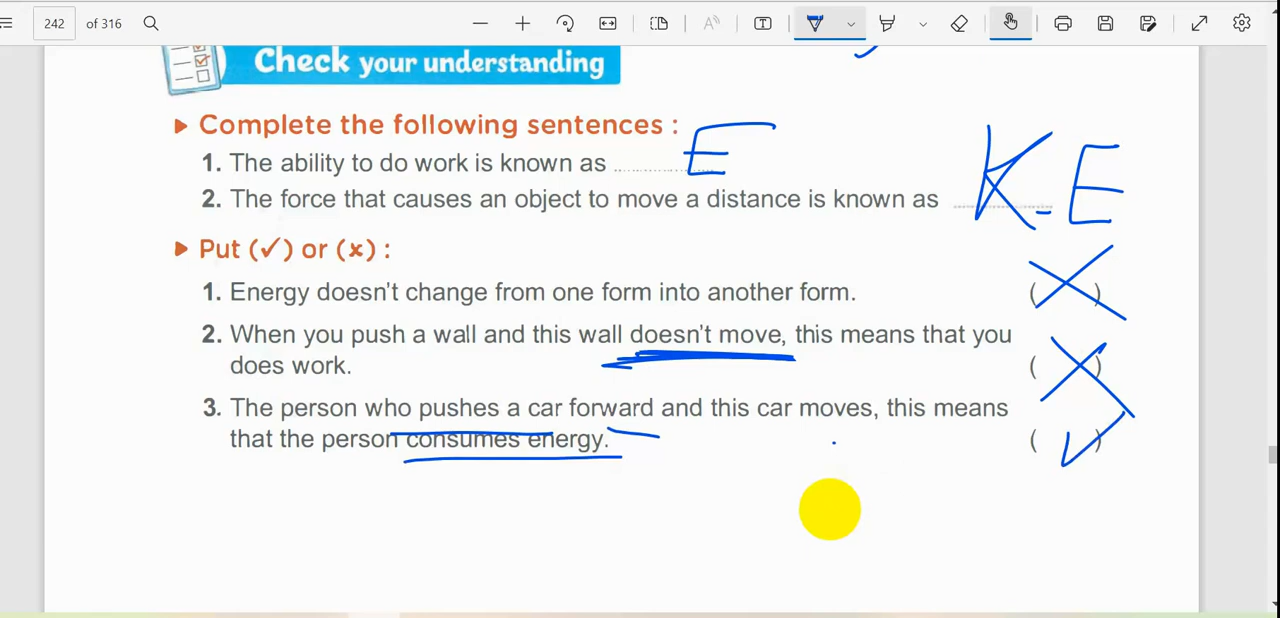 242 of 316
Check your understanding
Complete the following sentences :
1. The ability to do work is known as ........ E
2. The force that causes an object to move a distance is known as ........ K.E
Put (✓) or (x) :
1. Energy doesn't change from one form into another form. ( X )
2. When you push a wall and this wall doesn't move, this means that you
does work. ( X )
3. The person who pushes a car forward and this car moves, this means
that the person consumes energy. ( ✓ )